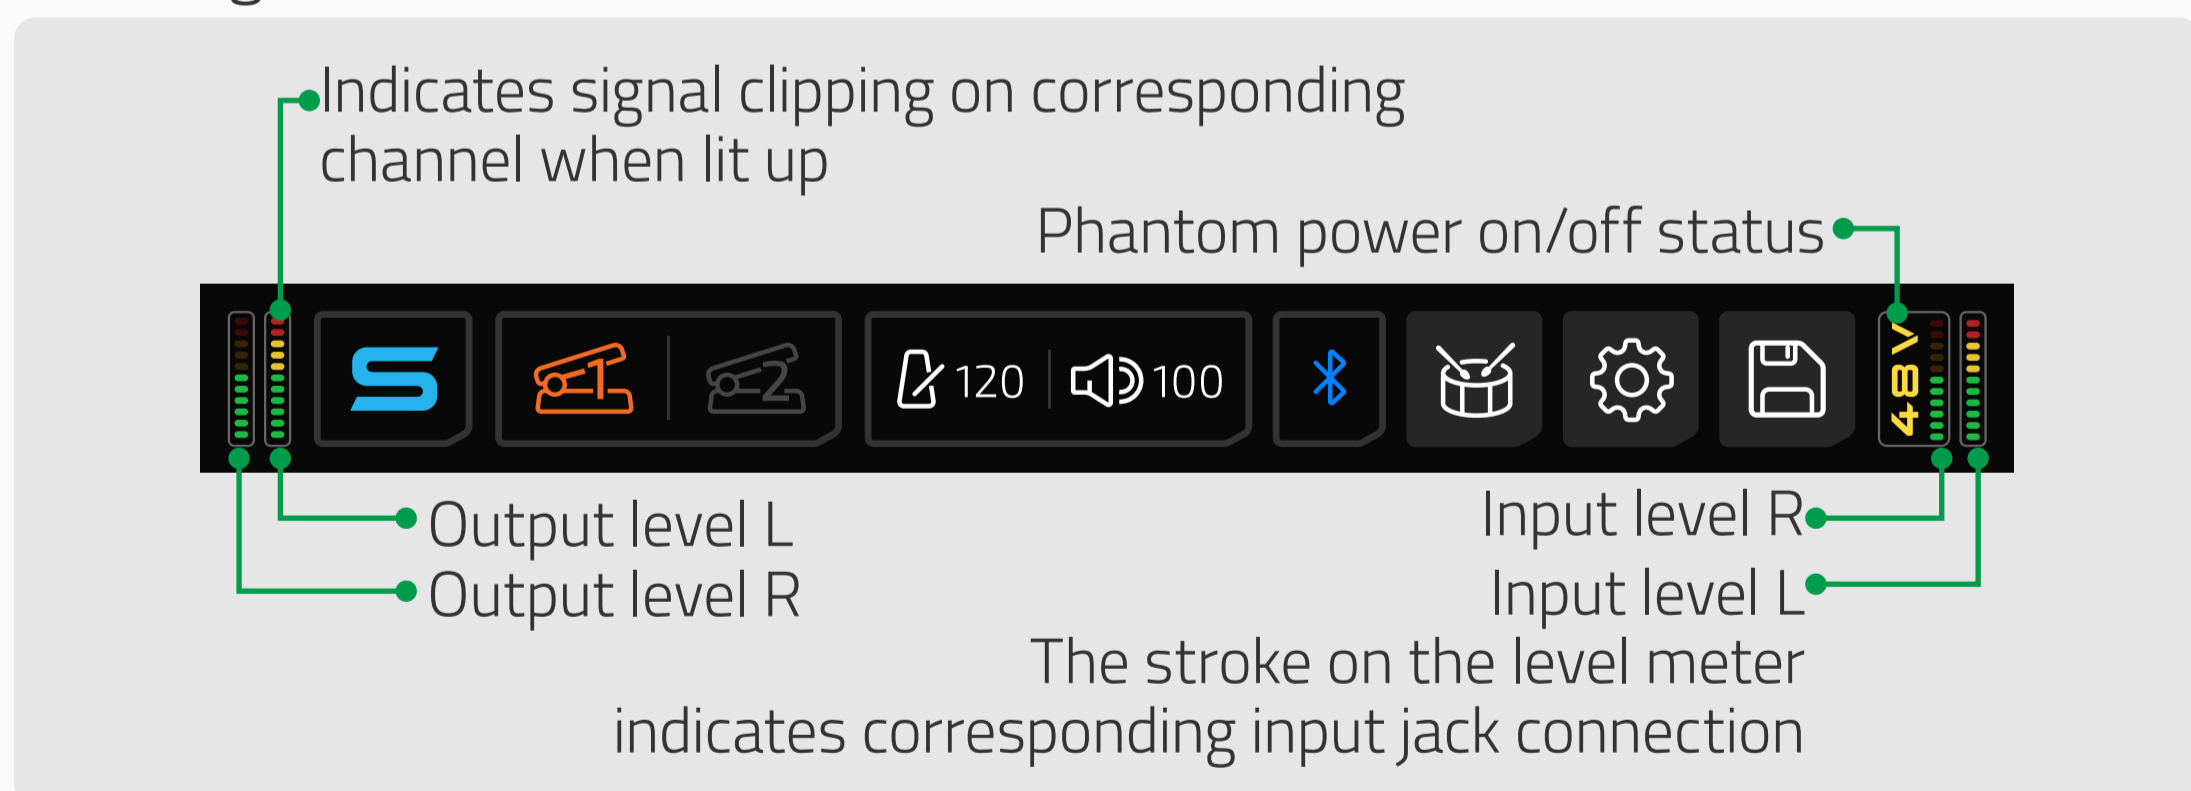 Indicates signal clipping on corresponding
channel when lit up
Phantom power on/off status
S
1
2
120
100
48V
Output level L
Output level R
Input level R
Input level L
The stroke on the level meter
indicates corresponding input jack connection